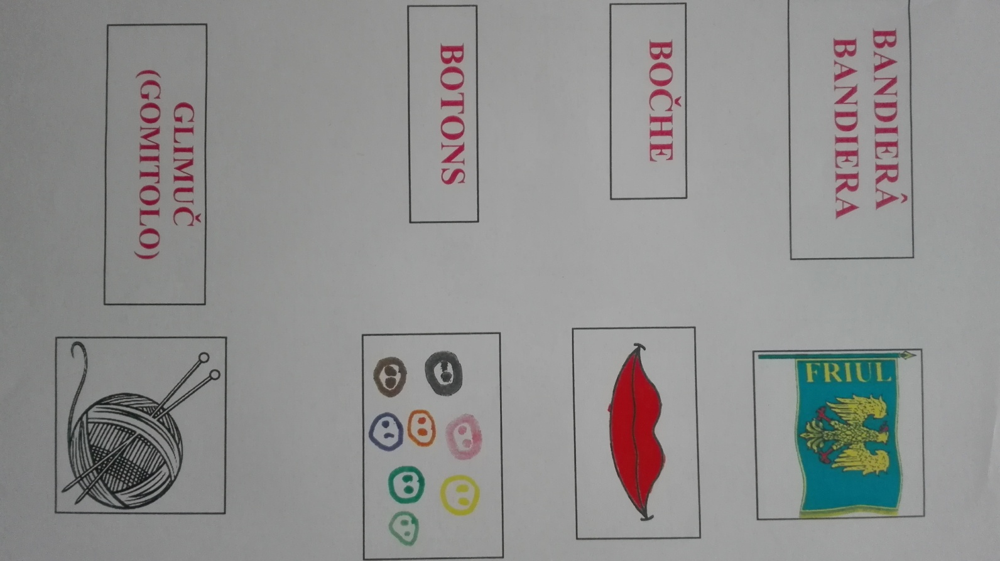 BANDIERÂ
BANDIERA
FRIUL
BOČHE
BOTONS
GLIMUČ
(GOMITOLO)